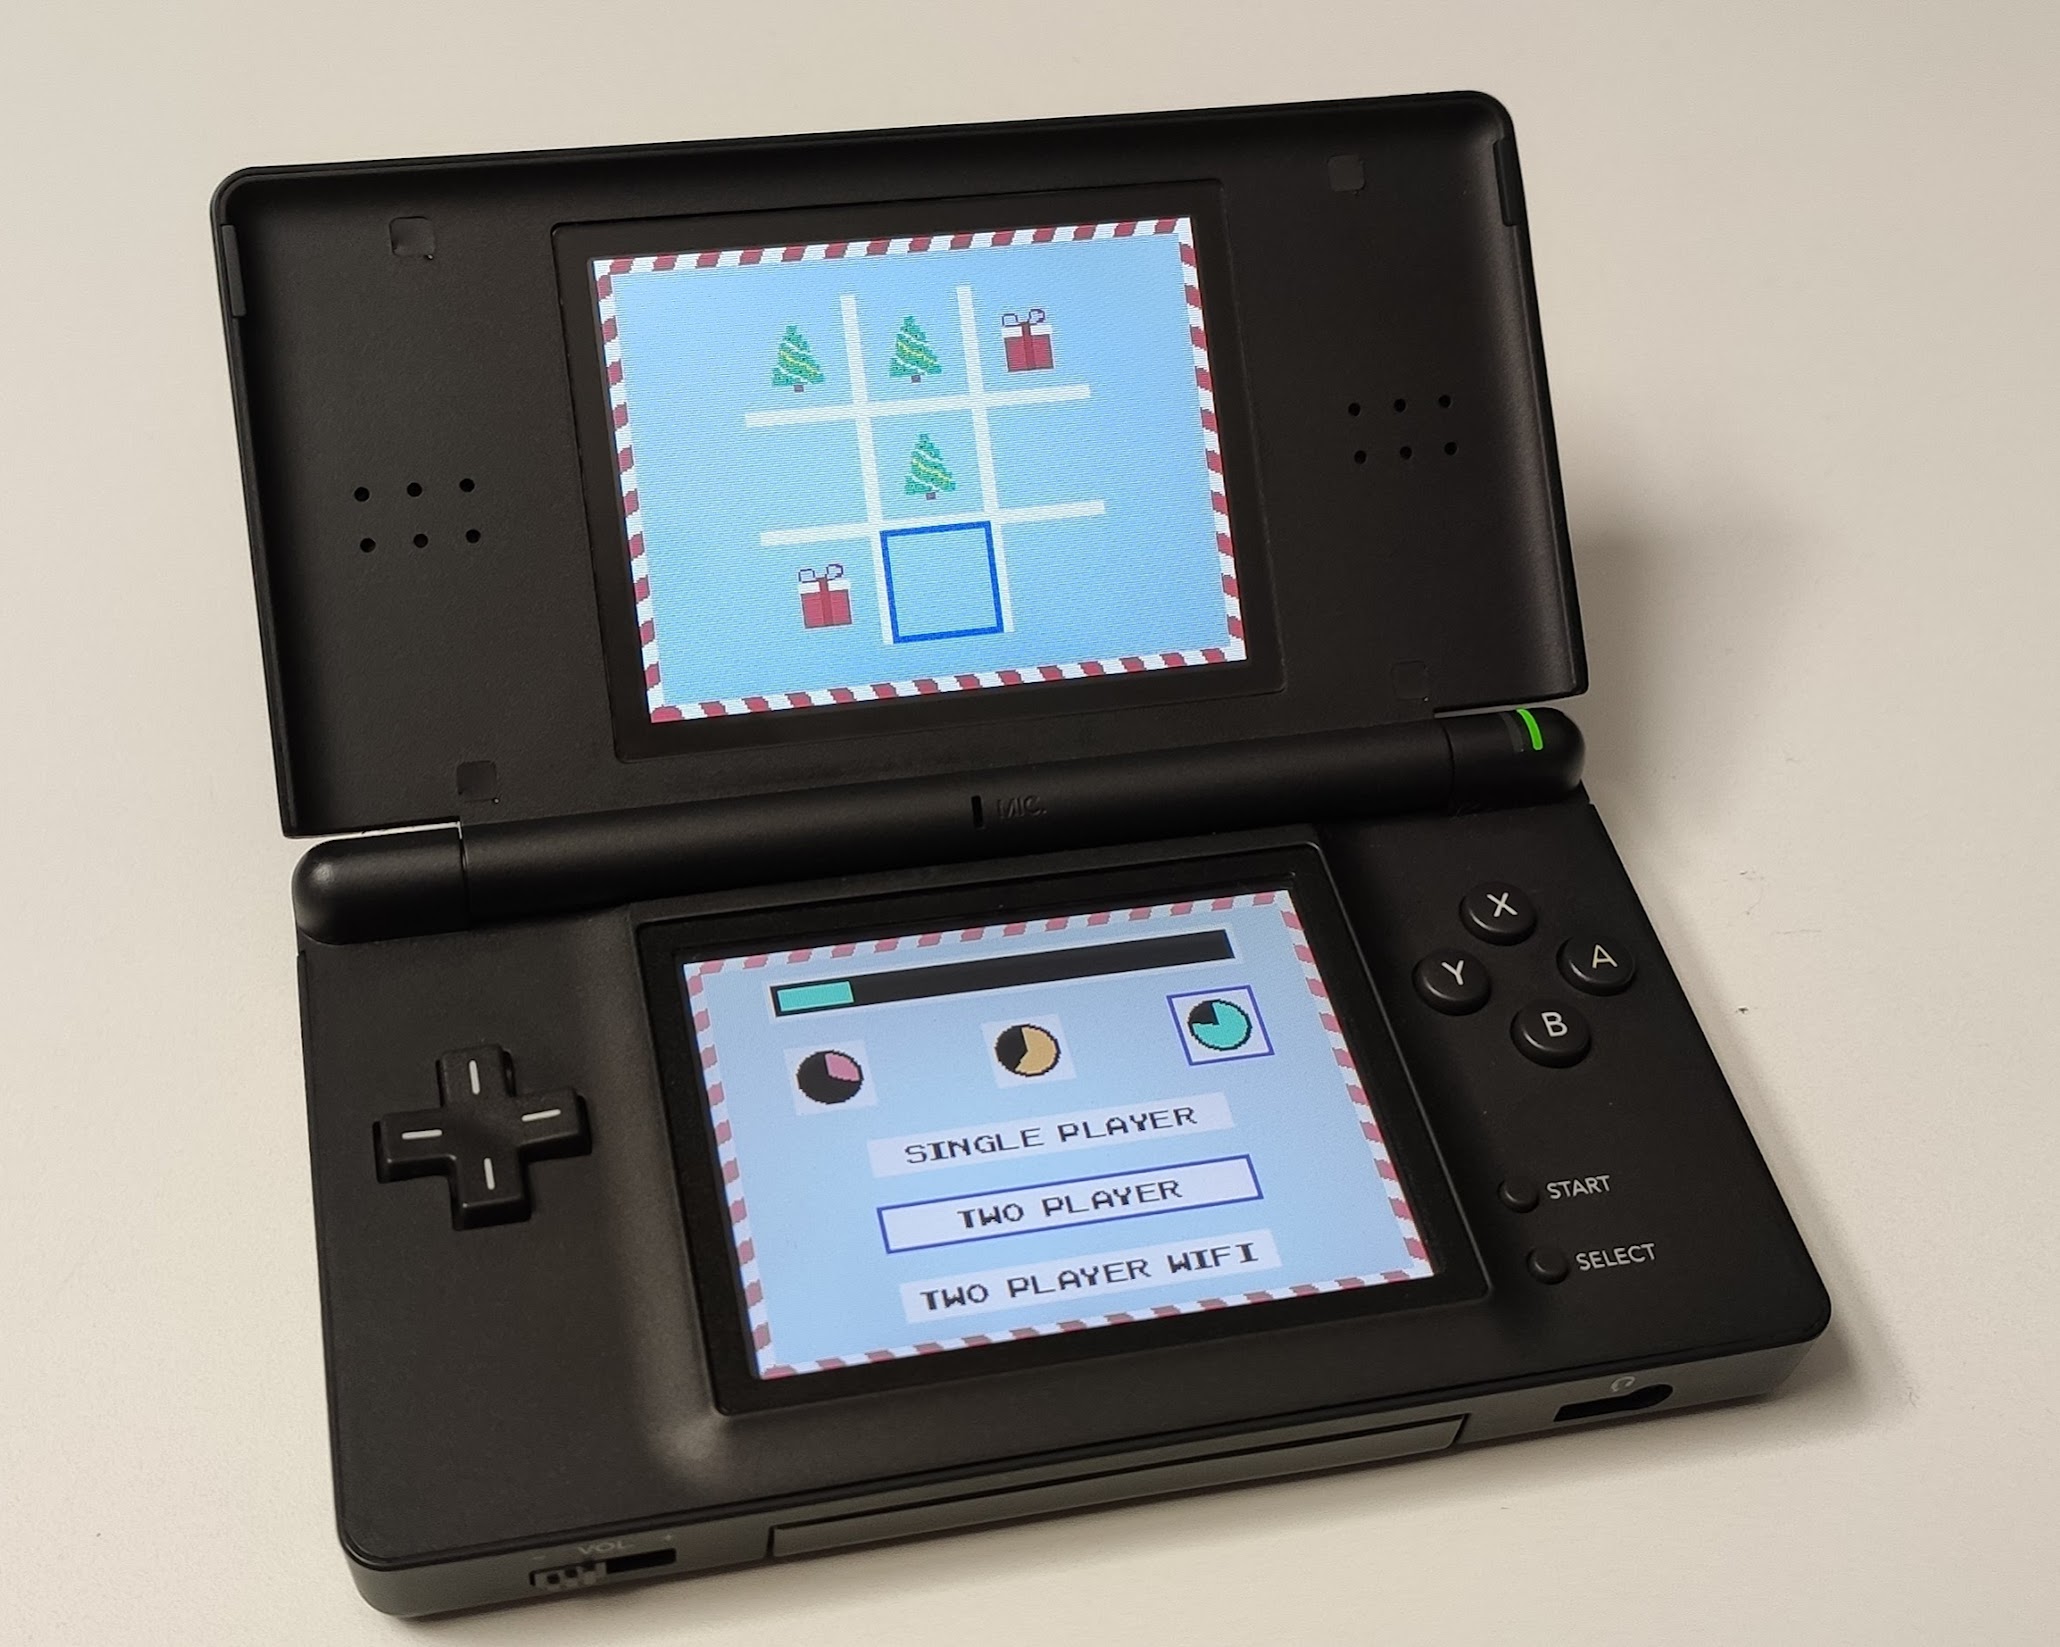 MIC.
X
Y
A
B
SINGLE PLAYER
TWO PLAYER
TWO PLAYER WIFI
START
SELECT
- VOL. +